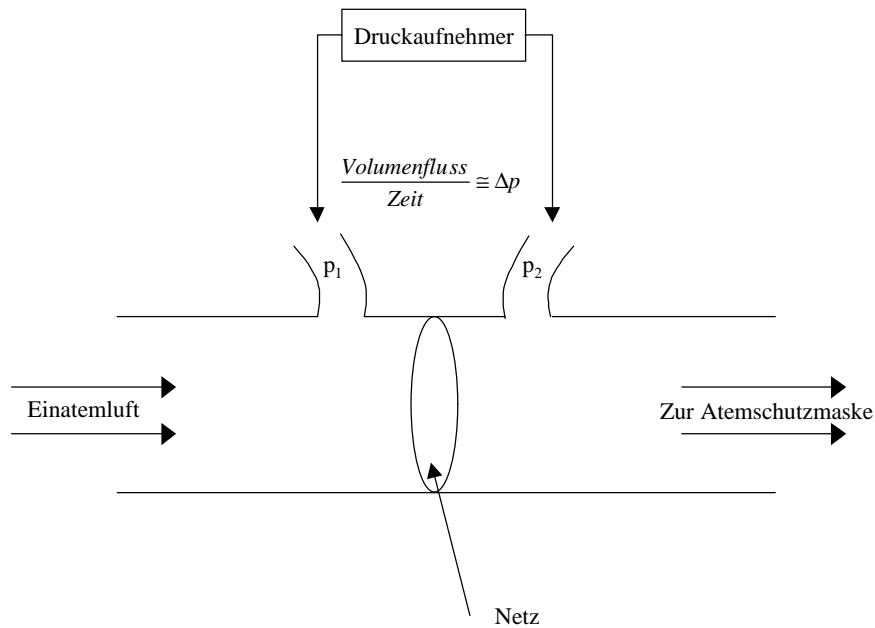 Druckaufnehmer
Volumenfluss
Zeit ≅ Δp
p₁ p₂
Einatemluft Zur Atemschutzmaske
Netz